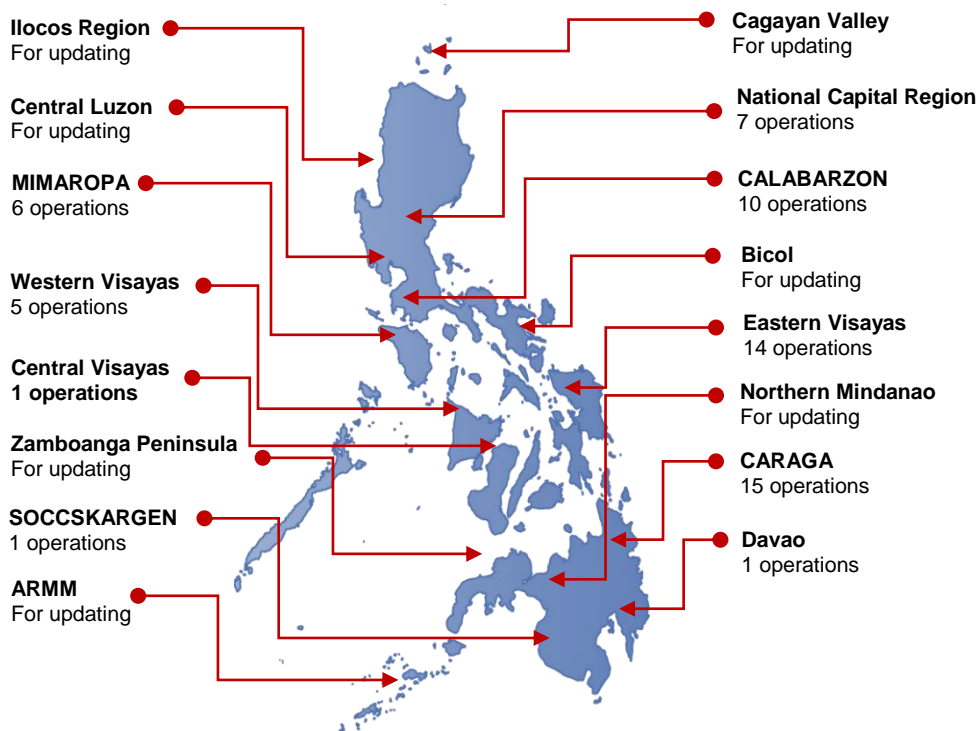 Ilocos Region
For updating
Central Luzon
For updating
MIMAROPA
6 operations
Western Visayas
5 operations
Central Visayas
1 operations
Zamboanga Peninsula
For updating
SOCCSKARGEN
1 operations
ARMM
For updating
Cagayan Valley
For updating
National Capital Region
7 operations
CALABARZON
10 operations
Bicol
For updating
Eastern Visayas
14 operations
Northern Mindanao
For updating
CARAGA
15 operations
Davao
1 operations